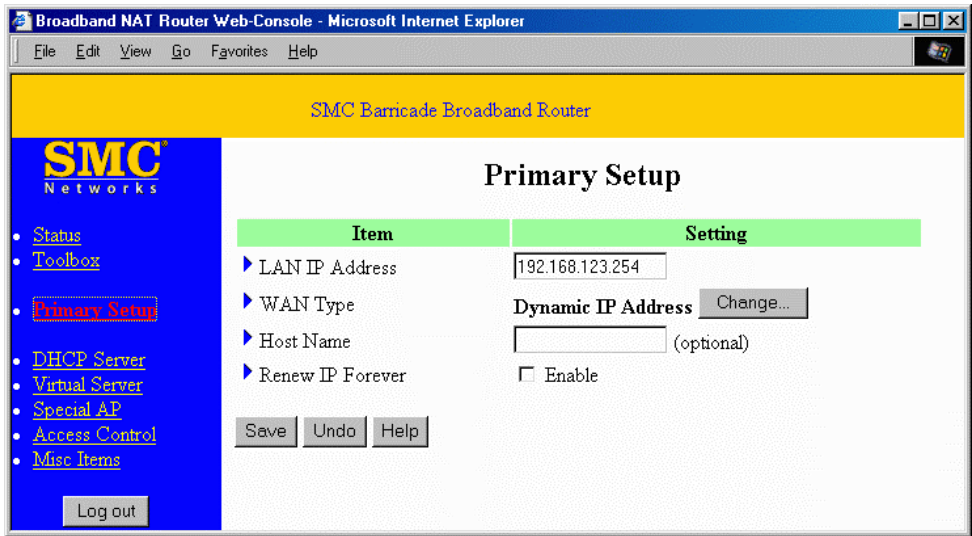 Broadband NAT Router Web-Console - Microsoft Internet Explorer
File Edit View Go Favorites Help
SMC Barricade Broadband Router
SMC®
Networks
Status
Toolbox
Primary Setup
DHCP Server
Virtual Server
Special AP
Access Control
Misc Items
Log out
Primary Setup
Item Setting
LAN IP Address 192.168.123.254
WAN Type Dynamic IP Address Change...
Host Name (optional)
Renew IP Forever Enable
Save Undo Help